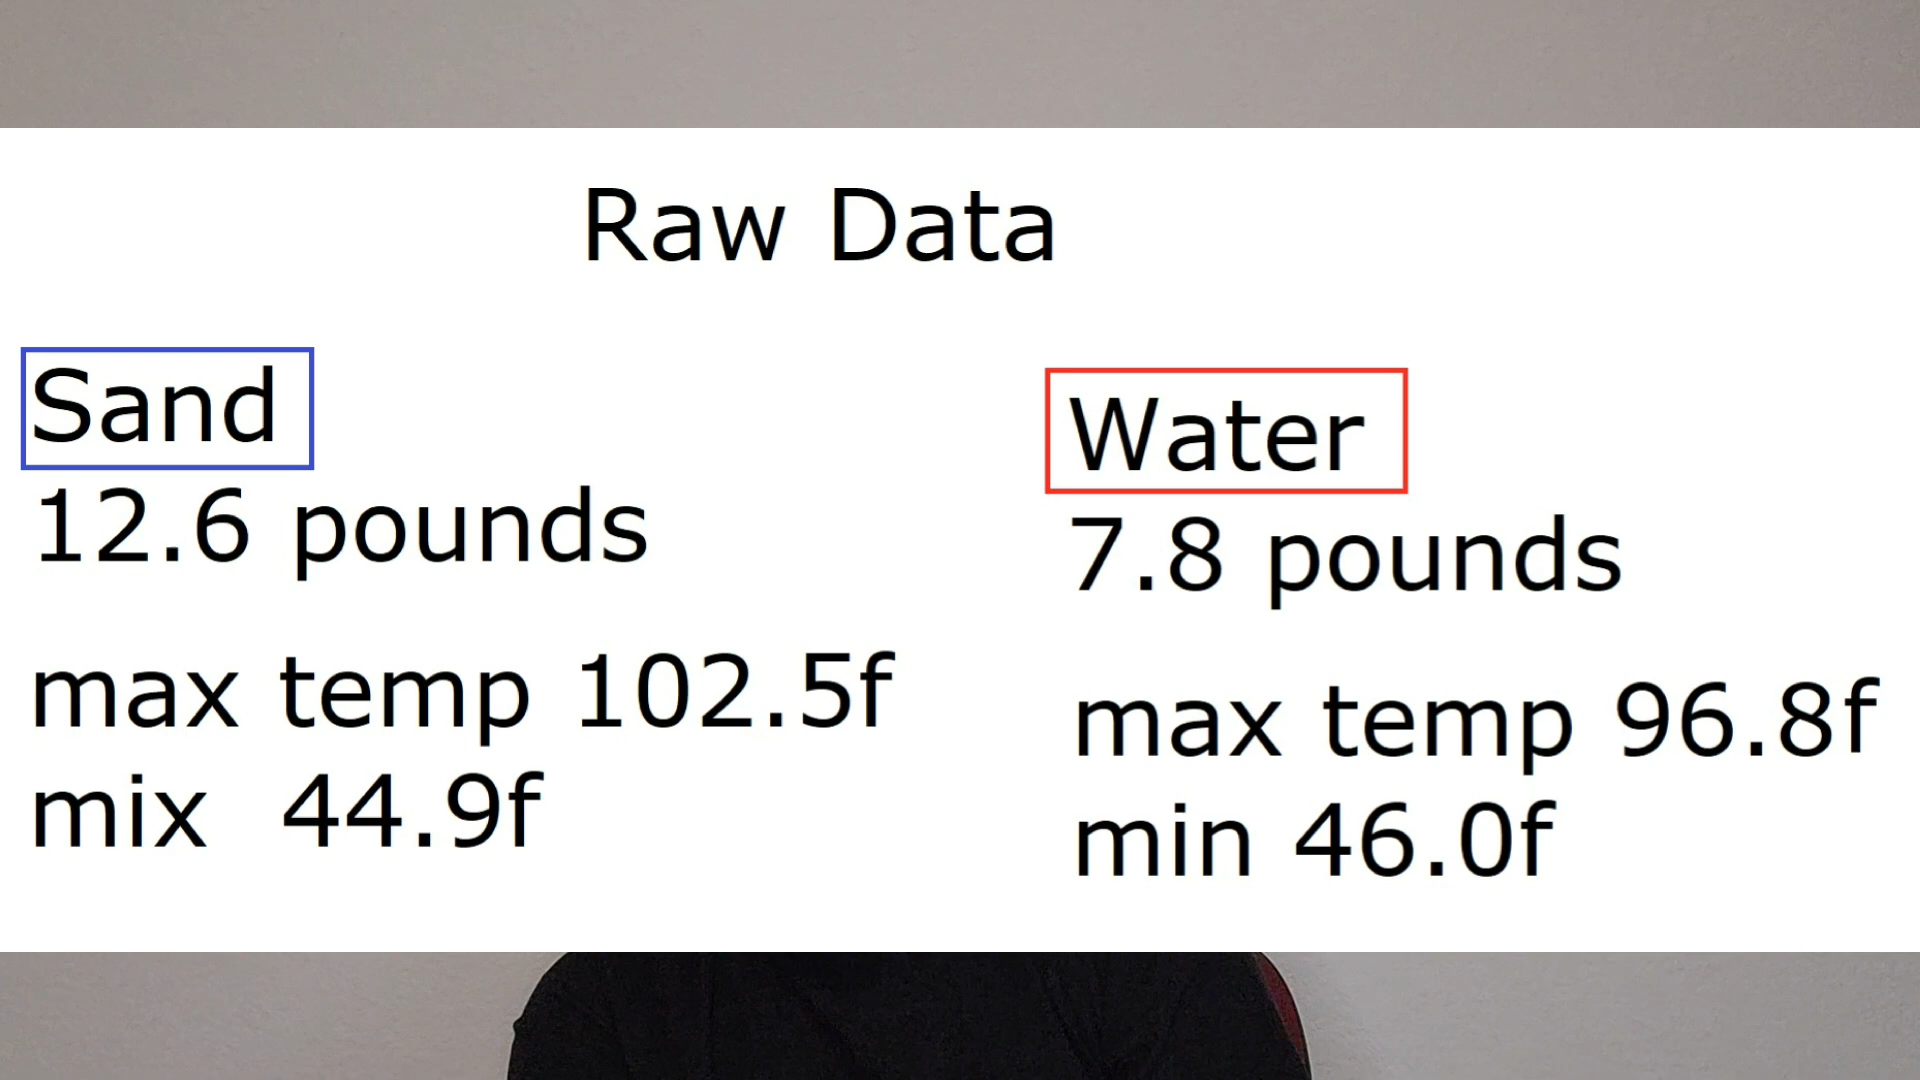 Raw Data
Sand
12.6 pounds
max temp 102.5f
mix 44.9f
Water
7.8 pounds
max temp 96.8f
min 46.0f